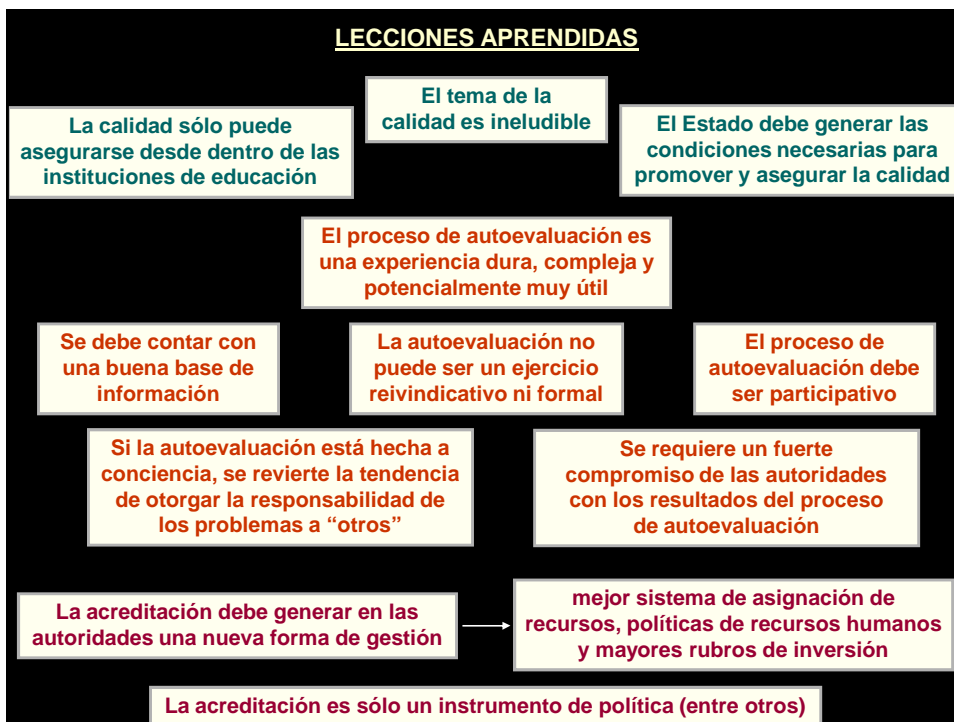 LECCIONES APRENDIDAS
La calidad sólo puede
asegurarse desde dentro de las
instituciones de educación
El tema de la
calidad es ineludible
El Estado debe generar las
condiciones necesarias para
promover y asegurar la calidad
El proceso de autoevaluación es
una experiencia dura, compleja y
potencialmente muy útil
Se debe contar con
una buena base de
información
La autoevaluación no
puede ser un ejercicio
reivindicativo ni formal
El proceso de
autoevaluación debe
ser participativo
Si la autoevaluación está hecha a
conciencia, se revierte la tendencia
de otorgar la responsabilidad de
los problemas a “otros”
Se requiere un fuerte
compromiso de las autoridades
con los resultados del proceso
de autoevaluación
La acreditación debe generar en las
autoridades una nueva forma de gestión
mejor sistema de asignación de
recursos, políticas de recursos humanos
y mayores rubros de inversión
La acreditación es sólo un instrumento de política (entre otros)